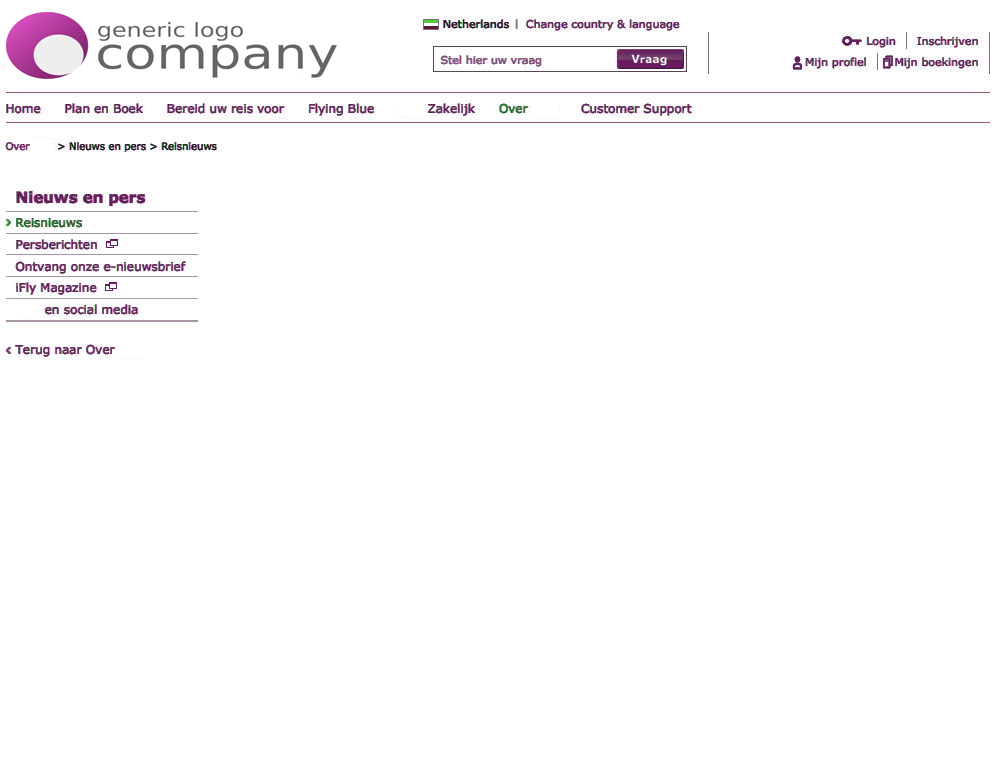 generic logo
company
Netherlands | Change country & language
Stel hier uw vraag Vraag
Login Inschrijven
Mijn profiel Mijn boekingen
Home Plan en Boek Bereid uw reis voor Flying Blue Zakelijk Over Customer Support
Over > Nieuws en pers > Reisnieuws
Nieuws en pers
› Reisnieuws
Persberichten
Ontvang onze e-nieuwsbrief
iFly Magazine
en social media
‹ Terug naar Over